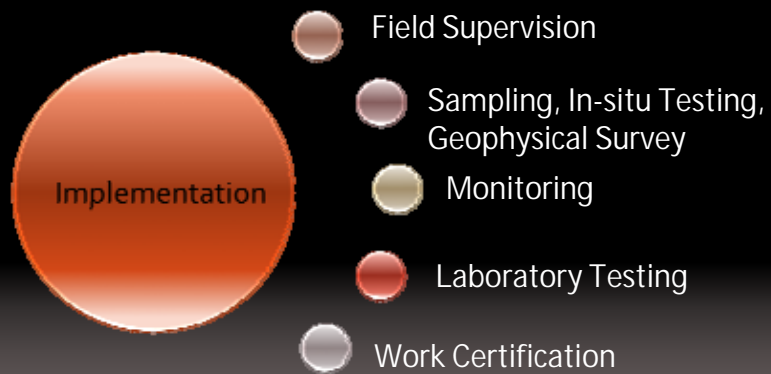 Field Supervision
Sampling, In-situ Testing,
Geophysical Survey
Implementation
Monitoring
Laboratory Testing
Work Certification